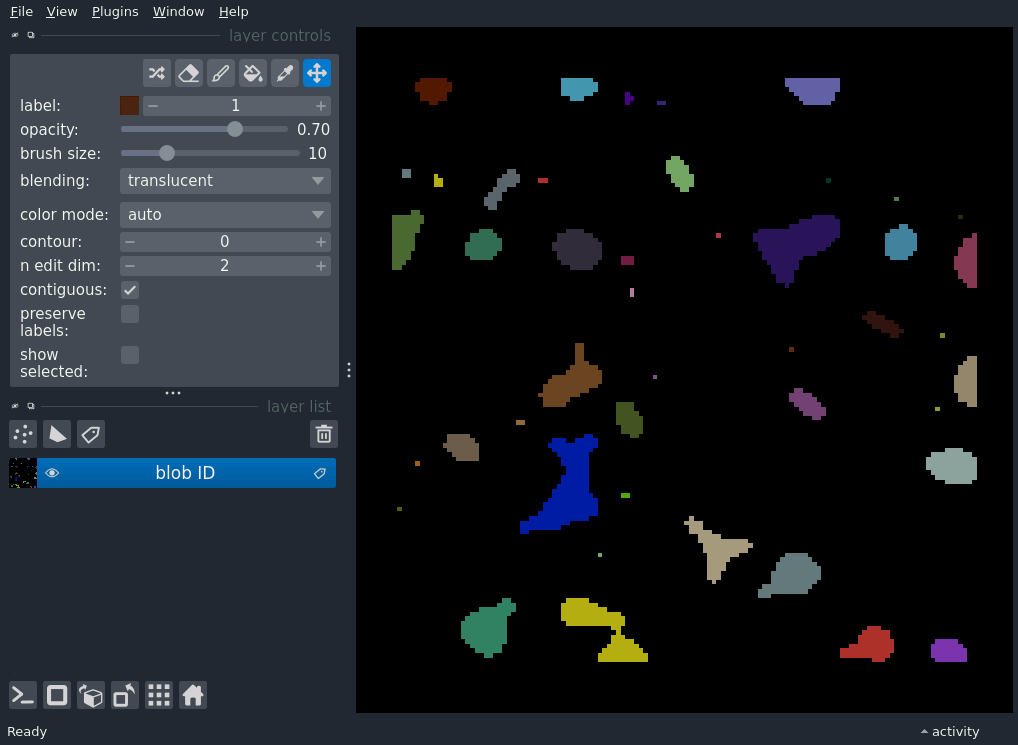 File View Plugins Window Help
layer controls
label: 1
opacity: 0.70
brush size: 10
blending: translucent
color mode: auto
contour: 0
n edit dim: 2
contiguous:
preserve
labels:
show
selected:
layer list
blob ID
Ready
activity